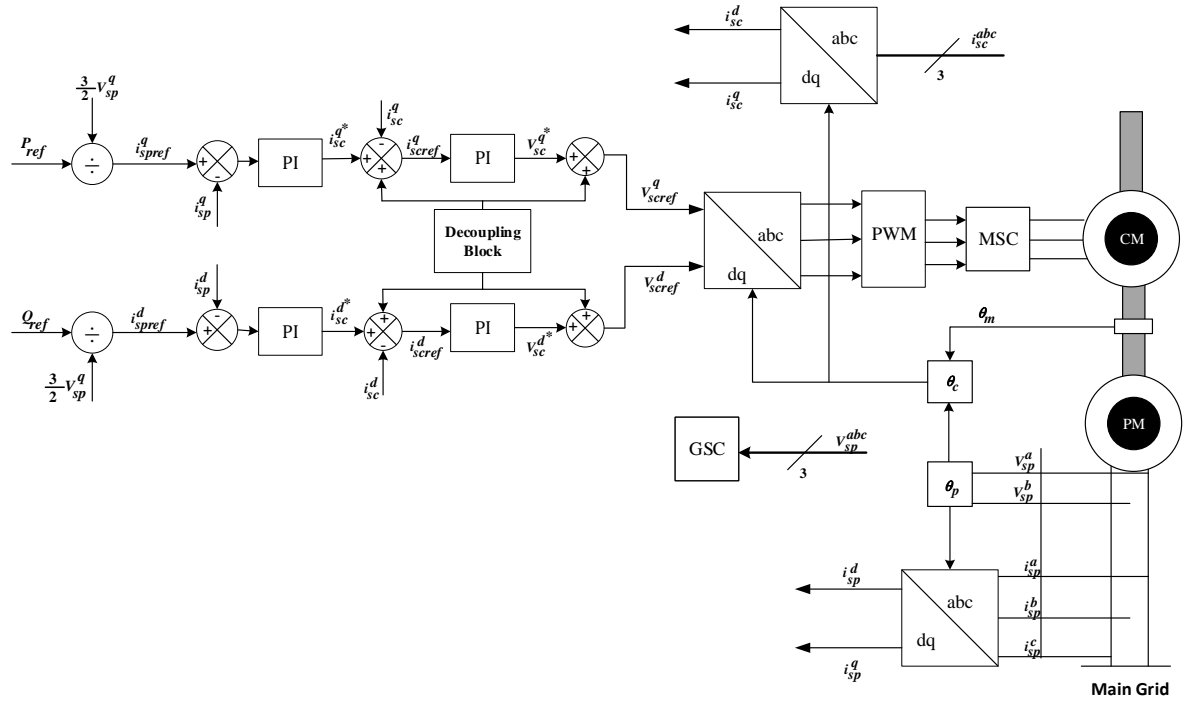 i_sc^d
abc
dq
i_sc^abc
3
i_sc^q
3/2 V_sp^q
P_ref
÷
i_spref^q
+
-
i_sp^q
PI
i_sc^q*
i_sc^q
-
+
+
i_scref^q
PI
V_sc^q*
+
+
V_scref^q
Decoupling
Block
abc
dq
PWM
MSC
CM
V_scref^d
Q_ref
÷
i_spref^d
3/2 V_sp^q
i_sp^d
-
+
PI
i_sc^d*
+
+
-
i_sc^d
i_scref^d
PI
V_sc^d*
+
+
θ_m
θ_c
PM
GSC
V_sp^abc
3
θ_p
V_sp^a
V_sp^b
i_sp^d
abc
dq
i_sp^a
i_sp^b
i_sp^c
i_sp^q
Main Grid